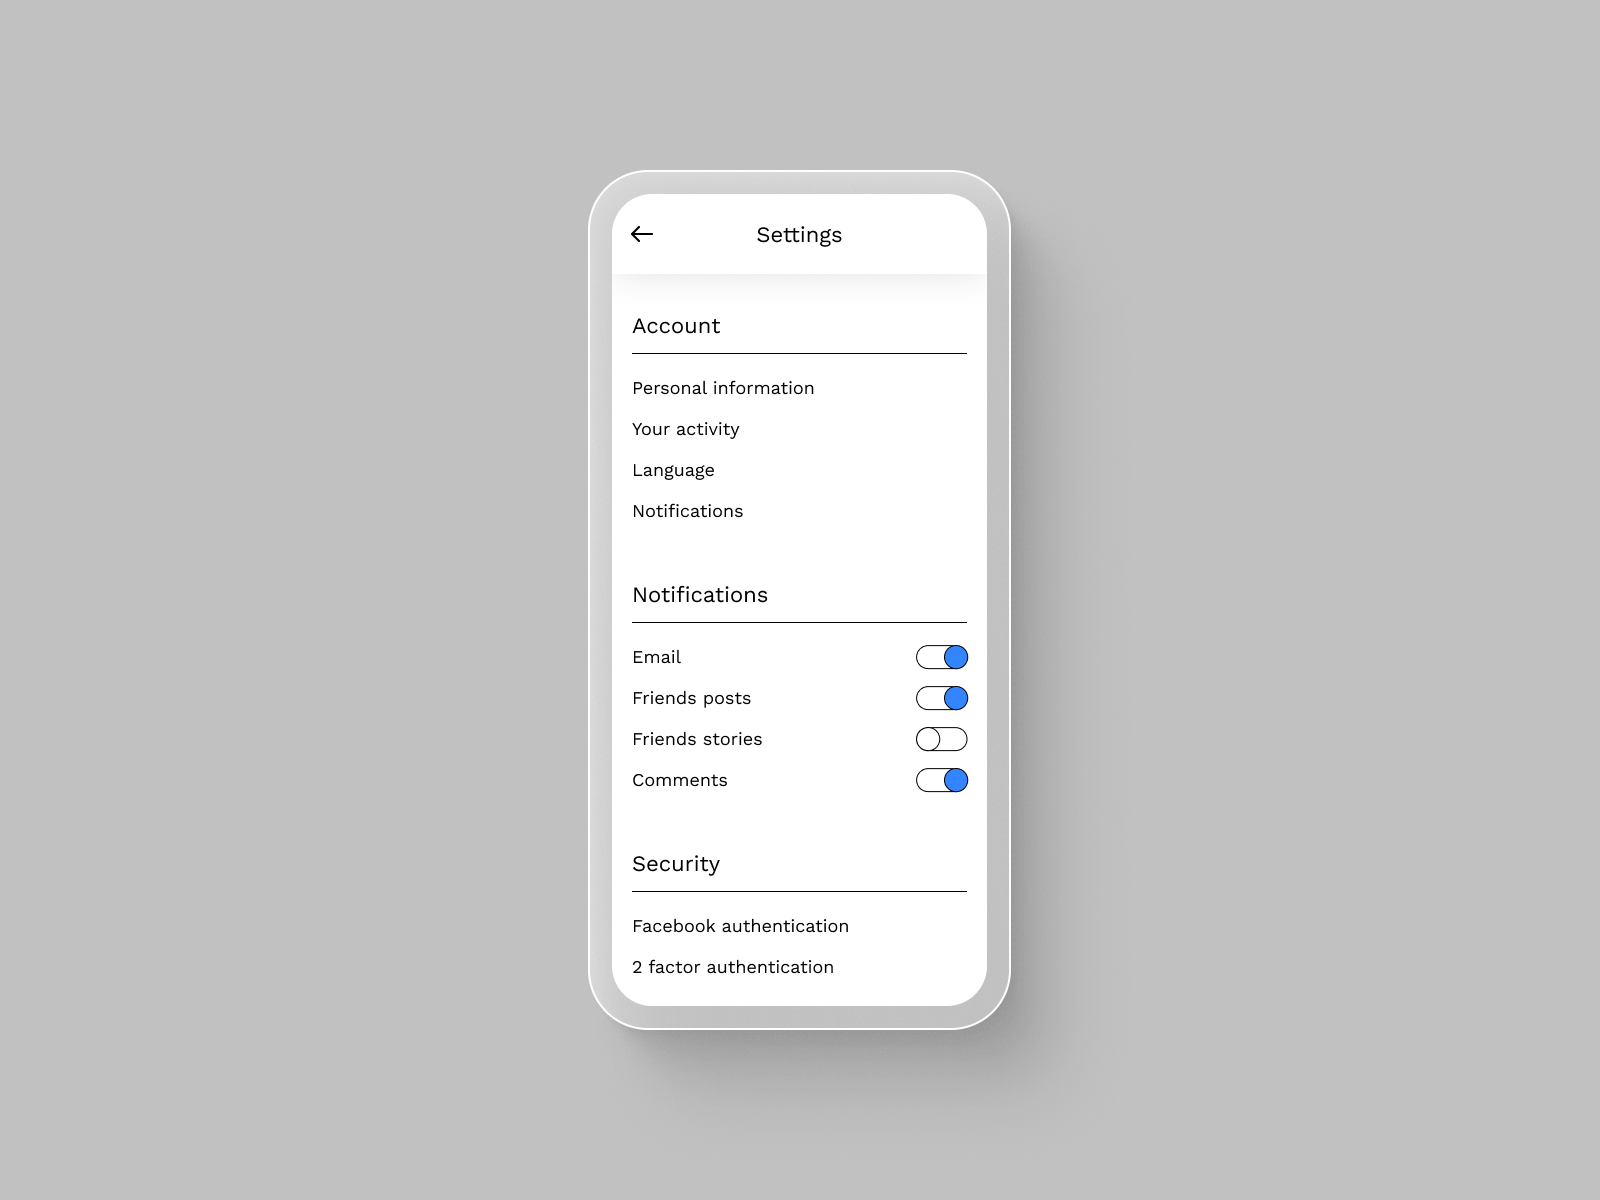 Settings
Account
Personal information
Your activity
Language
Notifications
Notifications
Email
Friends posts
Friends stories
Comments
Security
Facebook authentication
2 factor authentication